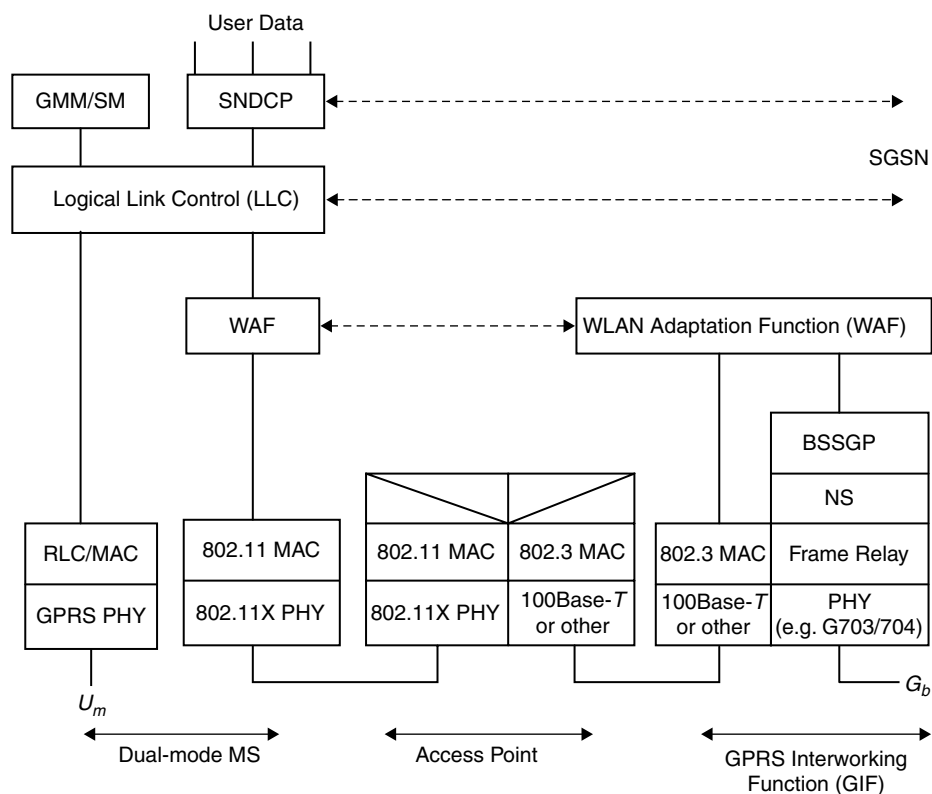 User Data
GMM/SM
SNDCP
SGSN
Logical Link Control (LLC)
WAF
WLAN Adaptation Function (WAF)
BSSGP
NS
RLC/MAC
802.11 MAC
802.11 MAC
802.3 MAC
802.3 MAC
Frame Relay
GPRS PHY
802.11X PHY
802.11X PHY
100Base-T
or other
100Base-T
or other
PHY
(e.g. G703/704)
Um
Gb
Dual-mode MS
Access Point
GPRS Interworking
Function (GIF)